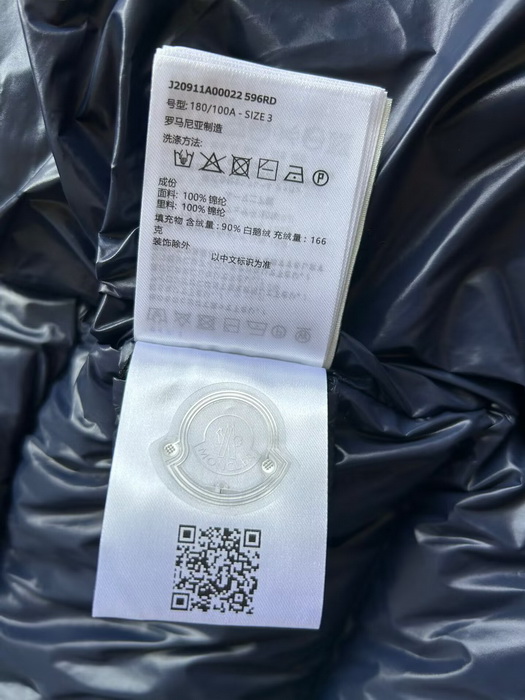 J20911A00022 596RD
号型: 180/100A - SIZE 3
罗马尼亚制造
洗涤方法:
P
成份
面料: 100% 锦纶
里料: 100% 锦纶
填充物 含绒量 : 90% 白鹅绒 充绒量 : 166
克
装饰除外
以中文标识为准
MONCLER